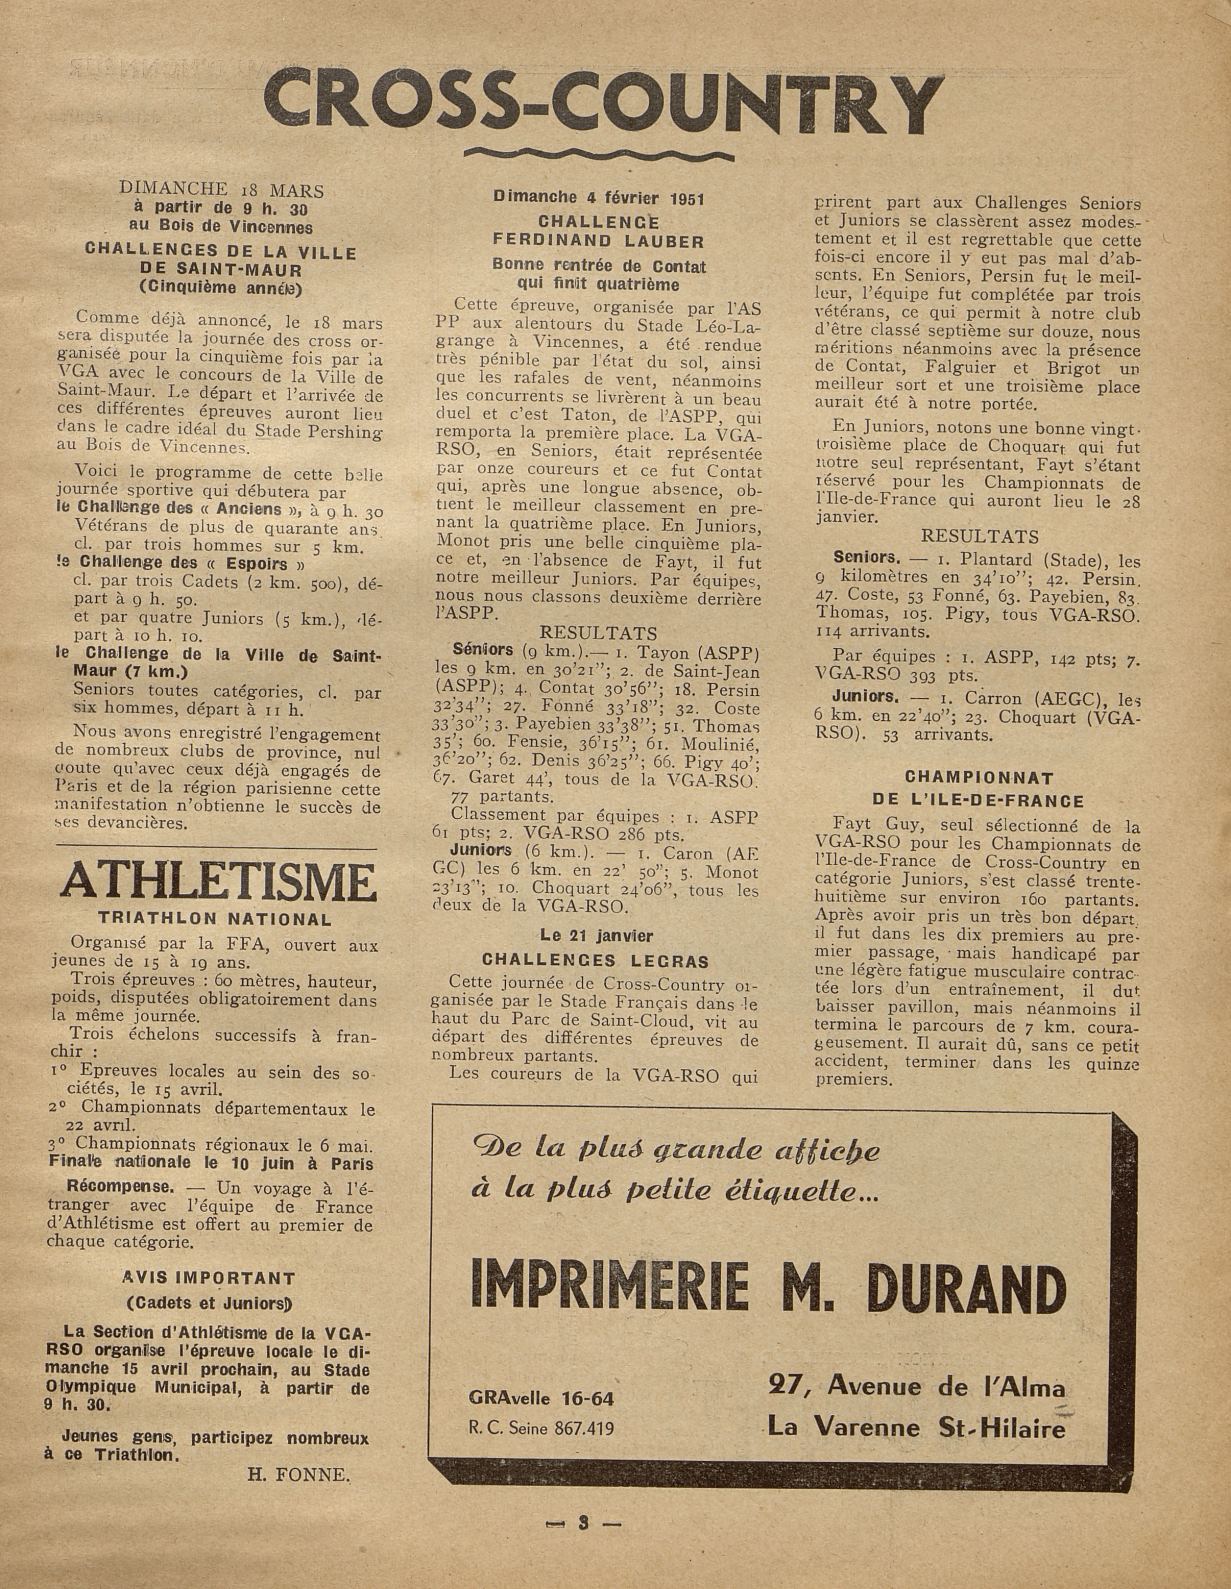 CROSS-COUNTRY
DIMANCHE 18 MARS
à partir de 9 h. 30
au Bois de Vincennes
CHALLENGES DE LA VILLE
DE SAINT-MAUR
(Cinquième année)
Comme déjà annoncé, le 18 mars
sera disputée la journée des cross or-
ganisée pour la cinquième fois par la
VGA avec le concours de la Ville de
Saint-Maur. Le départ et l'arrivée de
ces différentes épreuves auront lieu
dans le cadre idéal du Stade Pershing
au Bois de Vincennes.
Voici le programme de cette belle
journée sportive qui débutera par
le Challenge des « Anciens », à 9 h. 30
Vétérans de plus de quarante ans
cl. par trois hommes sur 5 km.
le Challenge des « Espoirs »
cl. par trois Cadets (2 km. 500), dé-
part à 9 h. 50.
et par quatre Juniors (5 km.), dé-
part à 10 h. 10.
le Challenge de la Ville de Saint-
Maur (7 km.)
Seniors toutes catégories, cl. par
six hommes, départ à 11 h.
Nous avons enregistré l'engagement
de nombreux clubs de province, nul
doute qu'avec ceux déjà engagés de
Paris et de la région parisienne cette
manifestation n'obtienne le succès de
ses devancières.
ATHLETISME
TRIATHLON NATIONAL
Organisé par la FFA, ouvert aux
jeunes de 15 à 19 ans.
Trois épreuves : 60 mètres, hauteur,
poids, disputées obligatoirement dans
la même journée.
Trois échelons successifs à fran-
chir :
1° Epreuves locales au sein des so-
ciétés, le 15 avril.
2° Championnats départementaux le
22 avril.
3° Championnats régionaux le 6 mai.
Finale nationale le 10 juin à Paris
Récompense. — Un voyage à l'é-
tranger avec l'équipe de France
d'Athlétisme est offert au premier de
chaque catégorie.
AVIS IMPORTANT
(Cadets et Juniors)
La Section d'Athlétisme de la VGA-
RSO organise l'épreuve locale le di-
manche 15 avril prochain, au Stade
Olympique Municipal, à partir de
9 h. 30.
Jeunes gens, participez nombreux
à ce Triathlon.
H. FONNE.
Dimanche 4 février 1951
CHALLENGE
FERDINAND LAUBER
Bonne rentrée de Contat
qui finit quatrième
Cette épreuve, organisée par l'AS
PP aux alentours du Stade Léo-La-
grange à Vincennes, a été rendue
très pénible par l'état du sol, ainsi
que les rafales de vent, néanmoins
les concurrents se livrèrent à un beau
duel et c'est Taton, de l'ASPP, qui
remporta la première place. La VGA-
RSO, en Seniors, était représentée
par onze coureurs et ce fut Contat
qui, après une longue absence, ob-
tient le meilleur classement en pre-
nant la quatrième place. En Juniors,
Monot pris une belle cinquième pla-
ce et, en l'absence de Fayt, il fut
notre meilleur Juniors. Par équipes,
nous nous classons deuxième derrière
l'ASPP.
RESULTATS
Séniors (9 km.).— 1. Tayon (ASPP)
les 9 km. en 30'21"; 2. de Saint-Jean
(ASPP); 4. Contat 30'56"; 18. Persin
32'34"; 27. Fonné 33'18"; 32. Coste
33'30"; 3. Payebien 33'38"; 51. Thomas
35'; 60. Fensie, 36'15"; 61. Moulinié,
36'20"; 62. Denis 36'25"; 66. Pigy 40';
67. Garet 44', tous de la VGA-RSO.
77 partants.
Classement par équipes : 1. ASPP
61 pts; 2. VGA-RSO 286 pts.
Juniors (6 km.). — 1. Caron (AE
GC) les 6 km. en 22' 50"; 5. Monot
23'13"; 10. Choquart 24'06", tous les
deux de la VGA-RSO.
Le 21 janvier
CHALLENGES LEGRAS
Cette journée de Cross-Country or-
ganisée par le Stade Français dans le
haut du Parc de Saint-Cloud, vit au
départ des différentes épreuves de
nombreux partants.
Les coureurs de la VGA-RSO qui
prirent part aux Challenges Seniors
et Juniors se classèrent assez modes-
tement et il est regrettable que cette
fois-ci encore il y eut pas mal d'ab-
sents. En Seniors, Persin fut le meil-
leur, l'équipe fut complétée par trois
vétérans, ce qui permit à notre club
d'être classé septième sur douze, nous
méritions néanmoins avec la présence
de Contat, Falguier et Brigot un
meilleur sort et une troisième place
aurait été à notre portée.
En Juniors, notons une bonne vingt-
troisième place de Choquart qui fut
notre seul représentant, Fayt s'étant
réservé pour les Championnats de
l'Ile-de-France qui auront lieu le 28
janvier.
RESULTATS
Seniors. — 1. Plantard (Stade), les
9 kilomètres en 34'10"; 42. Persin,
47. Coste, 53 Fonné, 63. Payebien, 83.
Thomas, 105. Pigy, tous VGA-RSO.
114 arrivants.
Par équipes : 1. ASPP, 142 pts; 7.
VGA-RSO 393 pts.
Juniors. — 1. Carron (AEGC), les
6 km. en 22'40"; 23. Choquart (VGA-
RSO). 53 arrivants.
CHAMPIONNAT
DE L'ILE-DE-FRANCE
Fayt Guy, seul sélectionné de la
VGA-RSO pour les Championnats de
l'Ile-de-France de Cross-Country en
catégorie Juniors, s'est classé trente-
huitième sur environ 160 partants.
Après avoir pris un très bon départ,
il fut dans les dix premiers au pre-
mier passage, mais handicapé par
une légère fatigue musculaire contrac-
tée lors d'un entraînement, il dut
baisser pavillon, mais néanmoins il
termina le parcours de 7 km. coura-
geusement. Il aurait dû, sans ce petit
accident, terminer dans les quinze
premiers.
De la plus grande affiche
à la plus petite étiquette...
IMPRIMERIE M. DURAND
GRAvelle 16-64
R. C. Seine 867.419
27, Avenue de l'Alma
La Varenne St-Hilaire
— 3 —